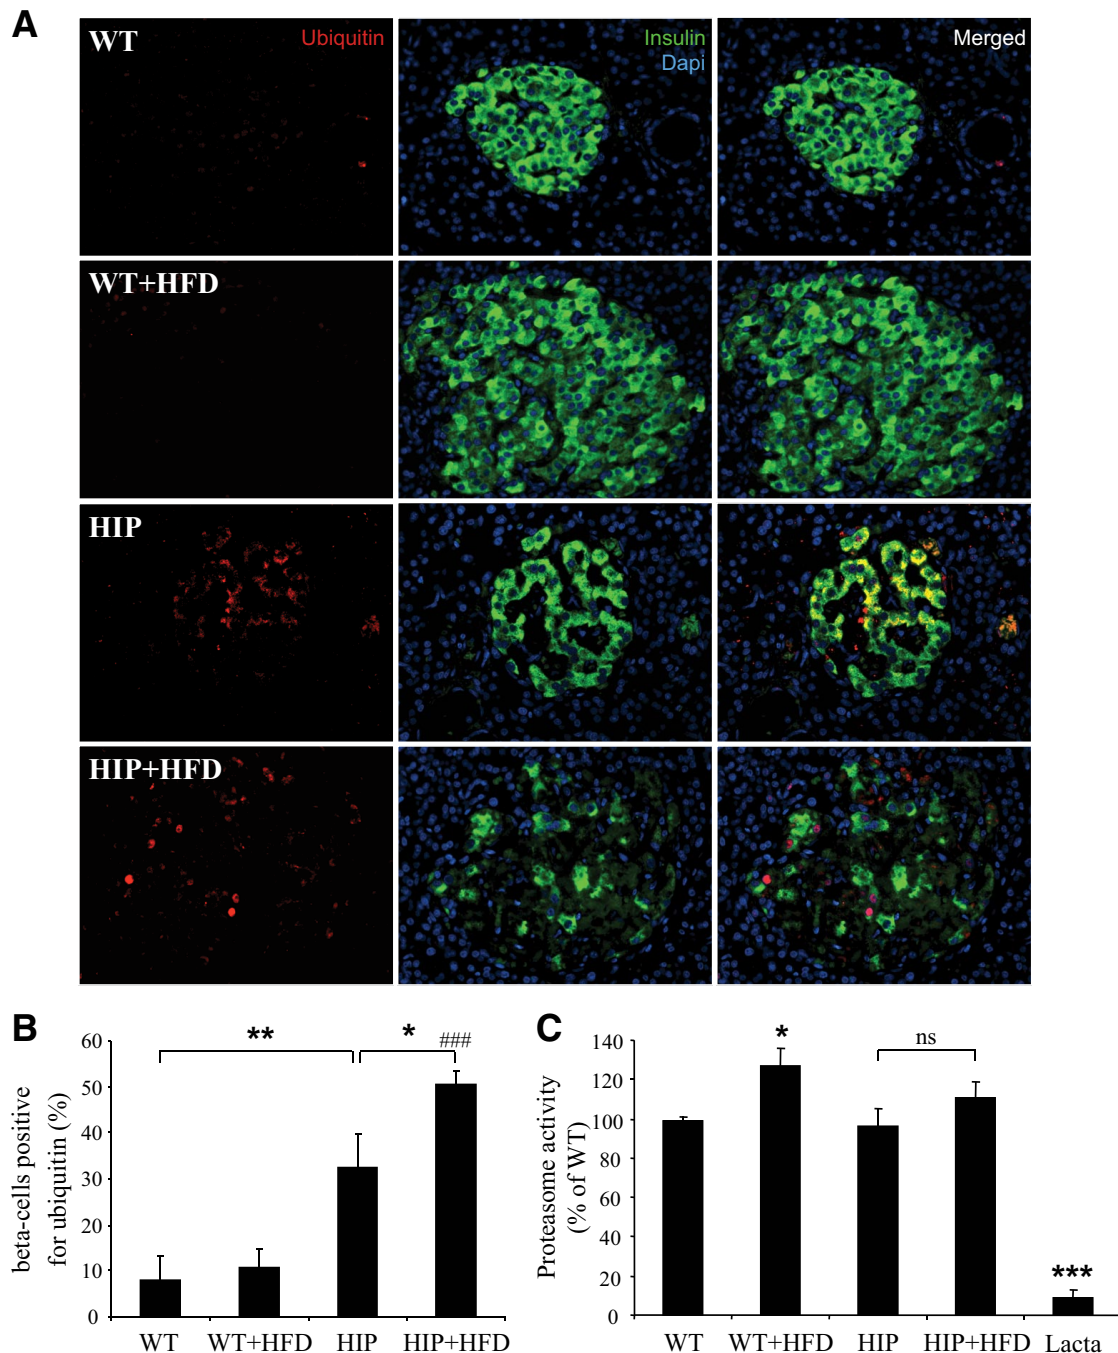 A
WT
Ubiquitin
Insulin
Dapi
Merged
WT+HFD
HIP
HIP+HFD
B
beta-cells positive
for ubiquitin (%)
60
50
40
30
20
10
0
**
*
###
WT
WT+HFD
HIP
HIP+HFD
C
Proteasome activity
(% of WT)
140
120
100
80
60
40
20
0
*
ns
***
WT
WT+HFD
HIP
HIP+HFD
Lacta